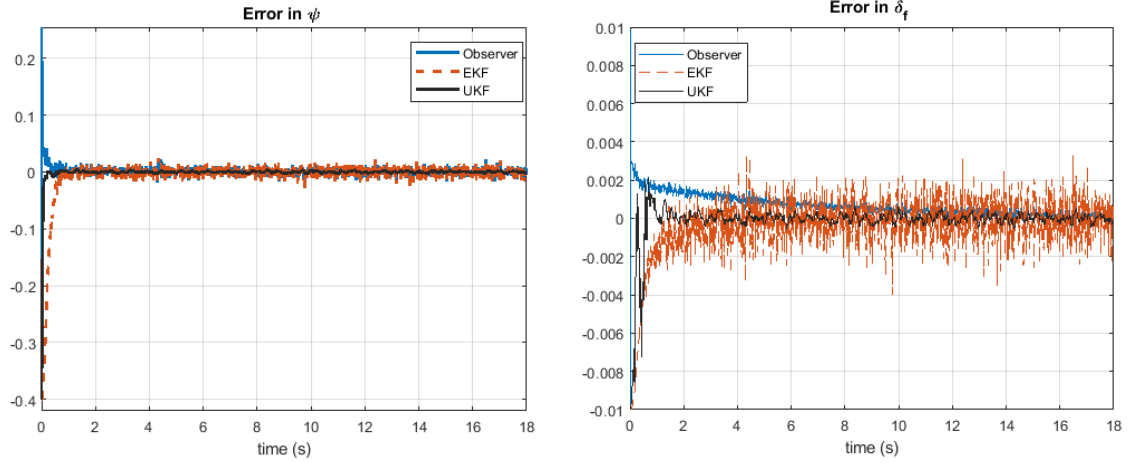 Error in ψ
Observer
EKF
UKF
0.2
0.1
0
-0.1
-0.2
-0.3
-0.4
0 2 4 6 8 10 12 14 16 18
time (s)
Error in δf
Observer
EKF
UKF
0.01
0.008
0.006
0.004
0.002
0
-0.002
-0.004
-0.006
-0.008
-0.01
0 2 4 6 8 10 12 14 16 18
time (s)